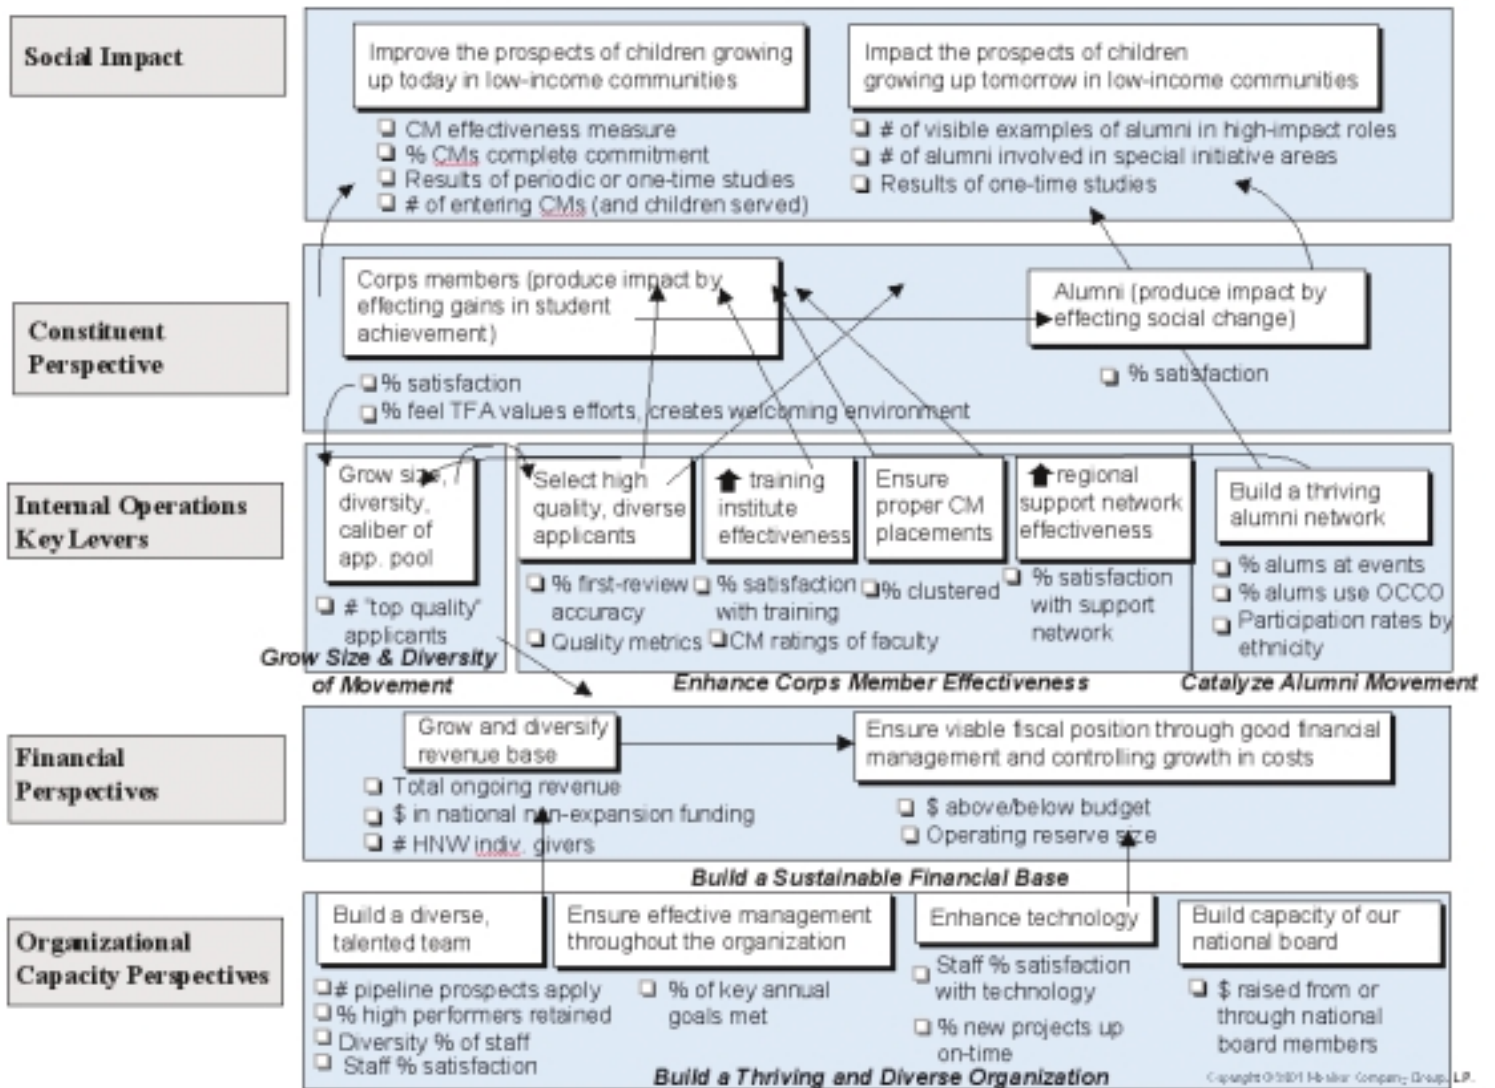 Social Impact
Improve the prospects of children growing
up today in low-income communities
CM effectiveness measure
% CMs complete commitment
Results of periodic or one-time studies
# of entering CMs (and children served)
Impact the prospects of children
growing up tomorrow in low-income communities
# of visible examples of alumni in high-impact roles
# of alumni involved in special initiative areas
Results of one-time studies
Constituent
Perspective
Corps members (produce impact by
effecting gains in student
achievement)
% satisfaction
% feel TFA values efforts, creates welcoming environment
Alumni (produce impact by
effecting social change)
% satisfaction
Internal Operations
Key Levers
Grow size,
diversity,
caliber of
app. pool
# "top quality"
applicants
Grow Size & Diversity
of Movement
Select high
quality, diverse
applicants
% first-review
accuracy
Quality metrics
training
institute
effectiveness
% satisfaction
with training
CM ratings of faculty
Ensure
proper CM
placements
% clustered
regional
support network
effectiveness
% satisfaction
with support
network
Enhance Corps Member Effectiveness
Build a thriving
alumni network
% alums at events
% alums use OCCO
Participation rates by
ethnicity
Catalyze Alumni Movement
Financial
Perspectives
Grow and diversify
revenue base
Total ongoing revenue
$ in national non-expansion funding
# HNW indiv. givers
Ensure viable fiscal position through good financial
management and controlling growth in costs
$ above/below budget
Operating reserve size
Build a Sustainable Financial Base
Organizational
Capacity Perspectives
Build a diverse,
talented team
# pipeline prospects apply
% high performers retained
Diversity % of staff
Staff % satisfaction
Ensure effective management
throughout the organization
% of key annual
goals met
Enhance technology
Staff % satisfaction
with technology
% new projects up
on-time
Build capacity of our
national board
$ raised from or
through national
board members
Build a Thriving and Diverse Organization
Copyright © 2001 Monitor Company Group, L.P.